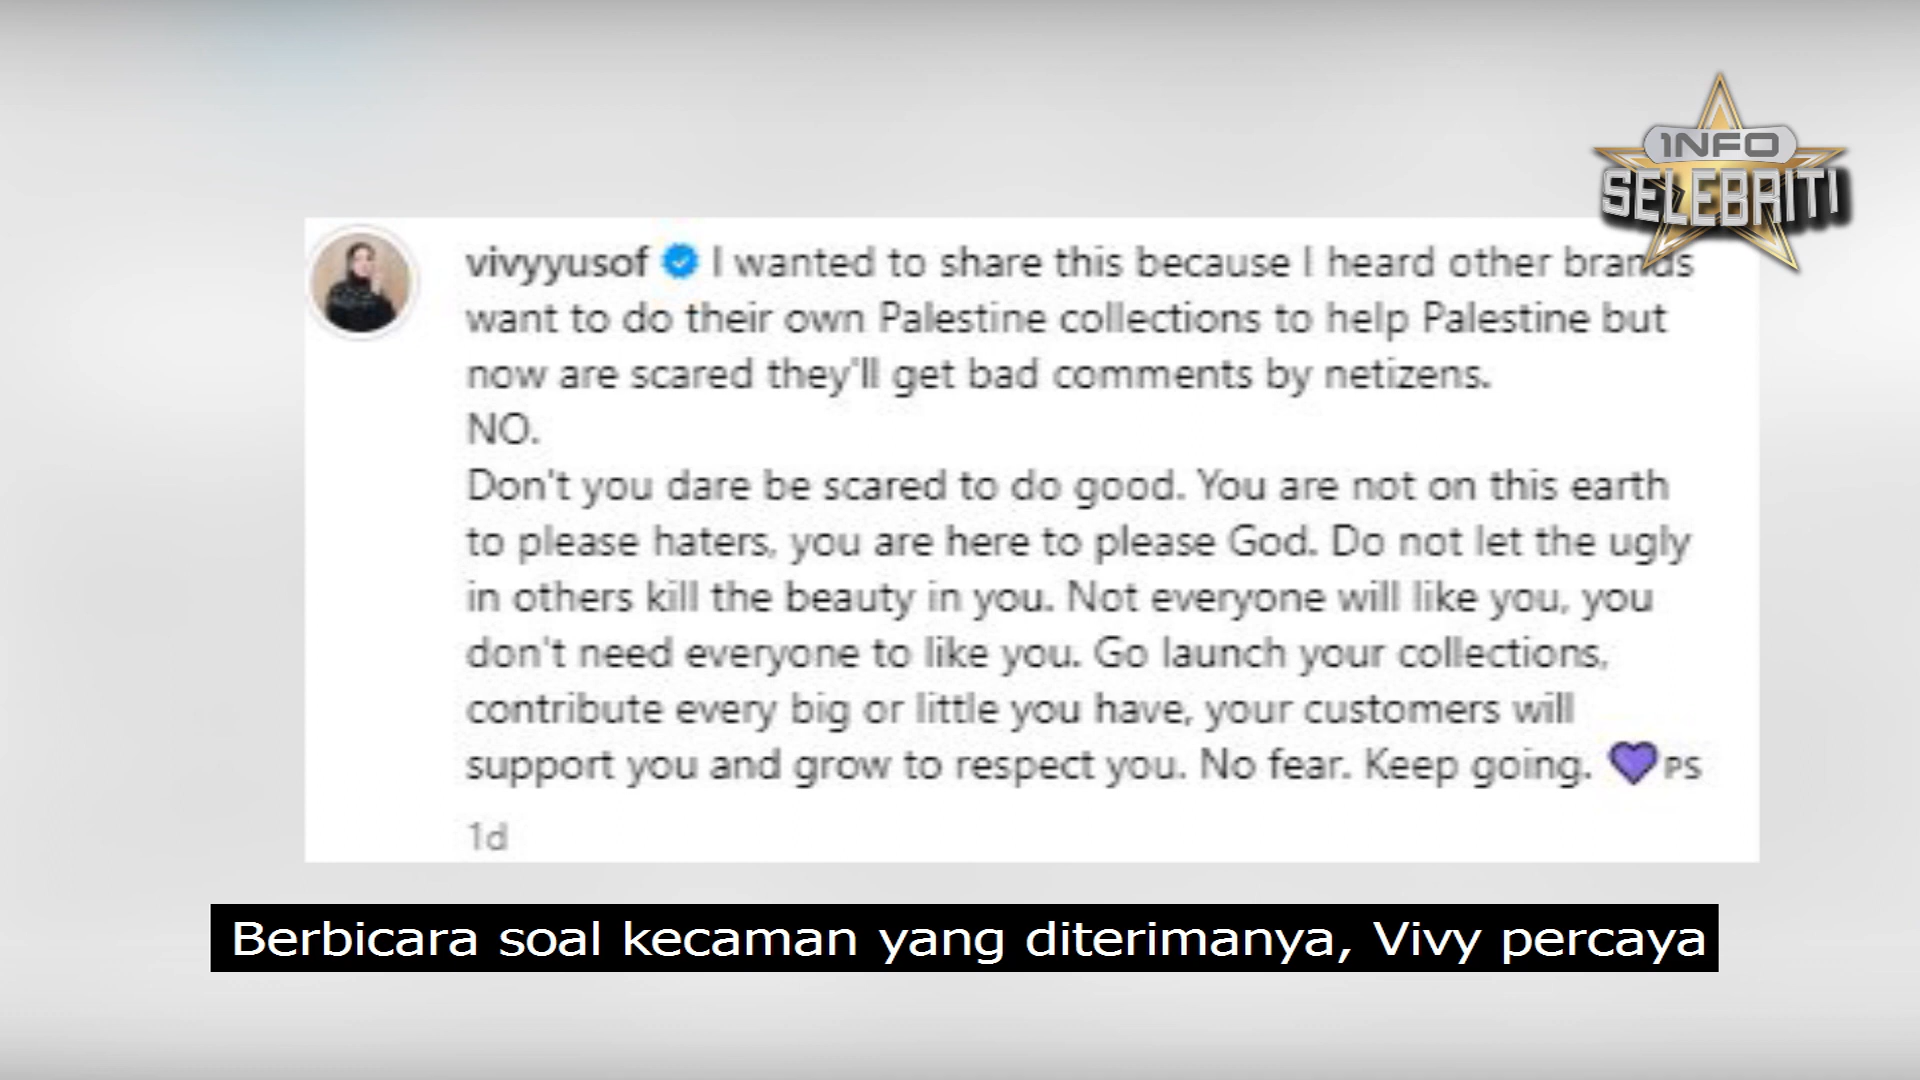 1NFO
SELEBRITI
vivyyusof I wanted to share this because I heard other brands
want to do their own Palestine collections to help Palestine but
now are scared they'll get bad comments by netizens.
NO.
Don't you dare be scared to do good. You are not on this earth
to please haters, you are here to please God. Do not let the ugly
in others kill the beauty in you. Not everyone will like you, you
don't need everyone to like you. Go launch your collections,
contribute every big or little you have, your customers will
support you and grow to respect you. No fear. Keep going. 💜 PS
1d
Berbicara soal kecaman yang diterimanya, Vivy percaya